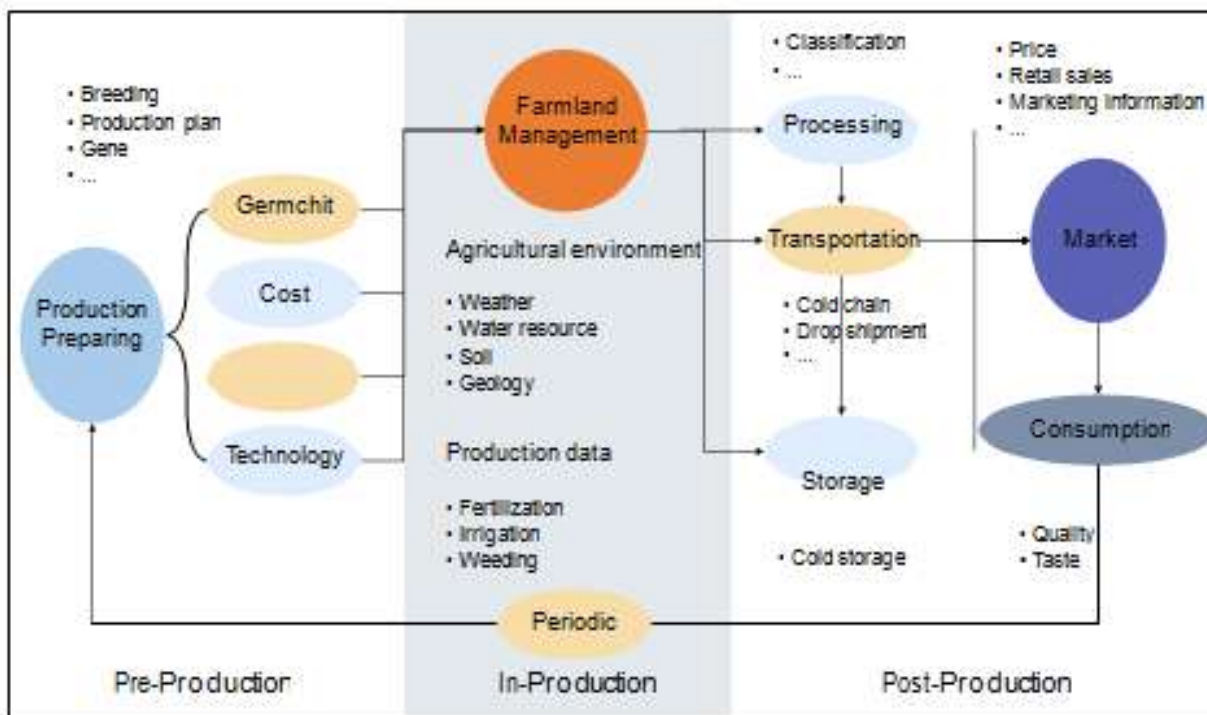 • Breeding
• Production plan
• Gene
• ...
Production
Preparing
Germchit
Cost
Technology
Pre-Production
Farmland
Management
Agricultural environment
• Weather
• Water resource
• Soil
• Geology
Production data
• Fertilization
• Irrigation
• Weeding
Periodic
In-Production
• Classification
• ...
Processing
Transportation
• Cold chain
• Drop shipment
• ...
Storage
• Cold storage
• Price
• Retail sales
• Marketing Information
• ...
Market
Consumption
• Quality
• Taste
Post-Production